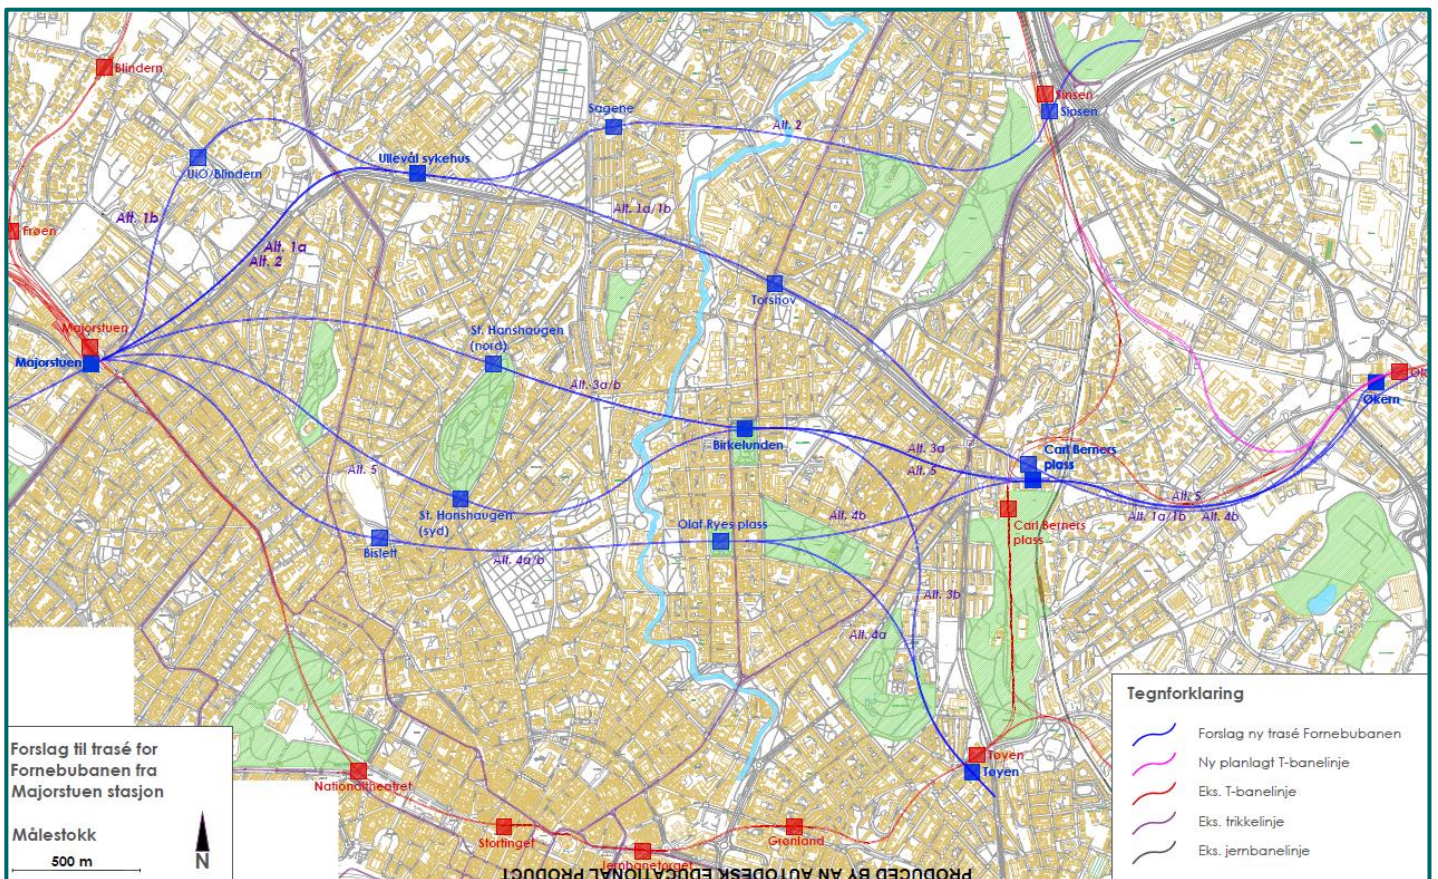 Blindern
Sinsen
Sinsen
Sagene
Alt. 2
Ullevål sykehus
UiO/Blindern
Alt. 1b
Alt. 1a/1b
Frøen
Alt. 1a
Alt. 2
Torshov
Majorstuen
Majorstuen
St. Hanshaugen
(nord)
Alt. 3a/b
Økern
Birkelunden
Alt. 3a
Carl Berners
plass
Alt. 5
Alt. 5
Alt. 5
St. Hanshaugen
(syd)
Alt. 4b
Alt. 1a/1b
Alt. 4b
Olaf Ryes plass
Carl Berners
plass
Bislett
Alt. 4a/b
Alt. 3b
Alt. 4a
Tøyen
Tøyen
Nationaltheatret
Stortinget
Jernbanetorget
Grønland
Forslag til trasé for
Fornebubanen fra
Majorstuen stasjon
Målestokk
500 m
N
Tegnforklaring
Forslag ny trasé Fornebubanen
Ny planlagt T-banelinje
Eks. T-banelinje
Eks. trikkelinje
Eks. jernbanelinje
PRODUCED BY AN AUTODESK EDUCATIONAL PRODUCT